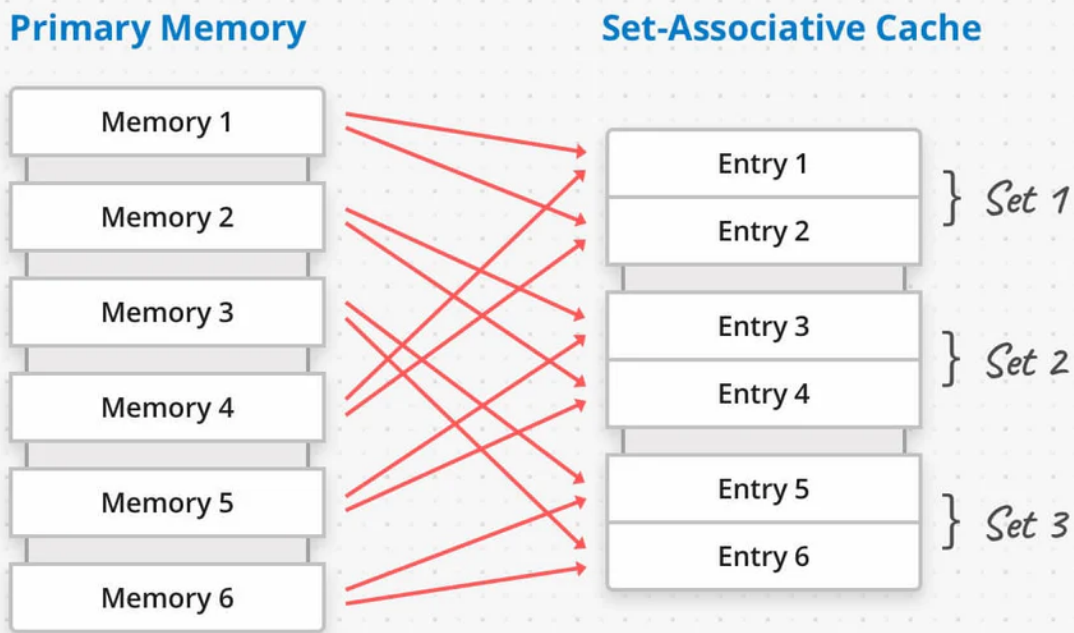 Primary Memory
Memory 1
Memory 2
Memory 3
Memory 4
Memory 5
Memory 6
Set-Associative Cache
Entry 1
Entry 2
} Set 1
Entry 3
Entry 4
} Set 2
Entry 5
Entry 6
} Set 3